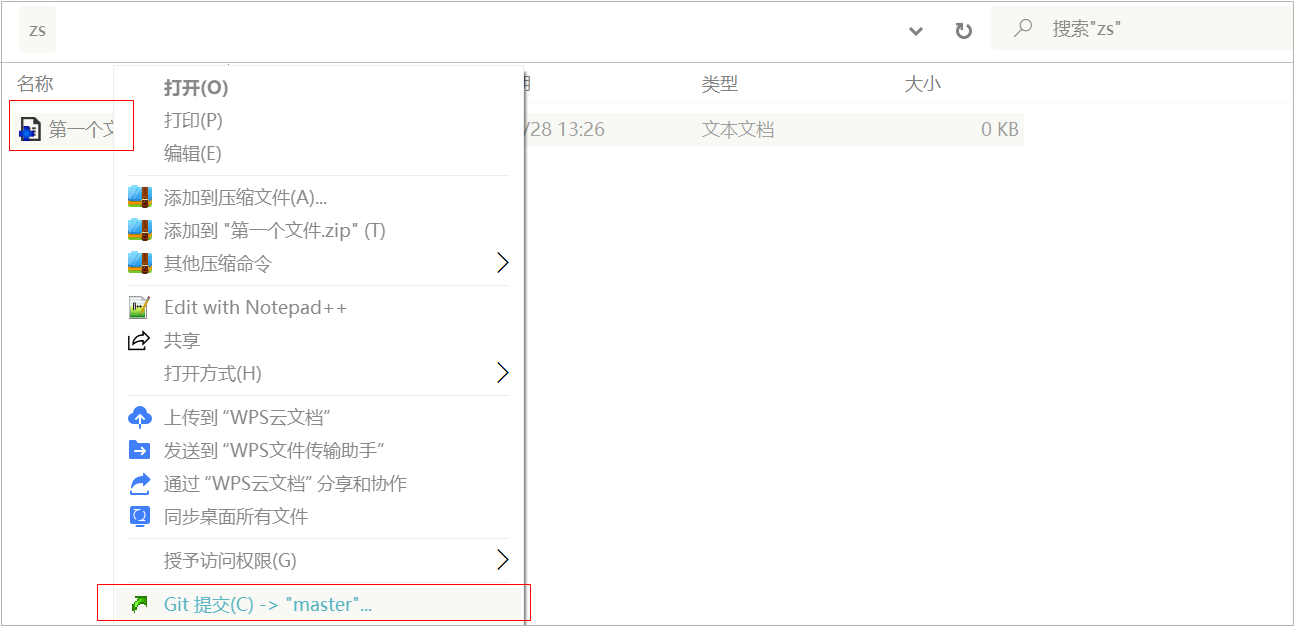 zs
搜索"zs"
名称
类型
大小
第一个文
/28 13:26
文本文档
0 KB
打开(O)
打印(P)
编辑(E)
添加到压缩文件(A)...
添加到 "第一个文件.zip" (T)
其他压缩命令
Edit with Notepad++
共享
打开方式(H)
上传到 “WPS云文档”
发送到 “WPS文件传输助手”
通过 “WPS云文档” 分享和协作
同步桌面所有文件
授予访问权限(G)
Git 提交(C) -> "master"...